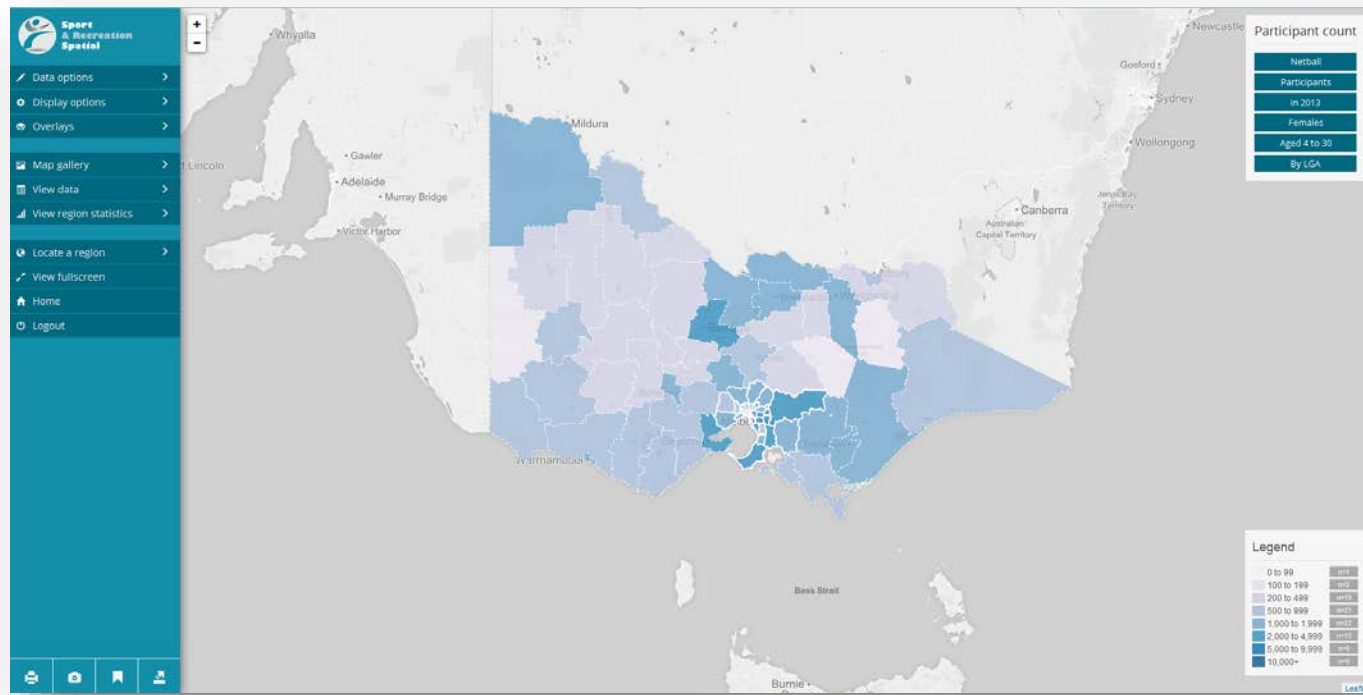 Sport
& Recreation
Spatial
Data options
Display options
Overlays
Map gallery
View data
View region statistics
Locate a region
View fullscreen
Home
Logout
+
-
Whyalla
Newcastle
Gosford
Sydney
Wollongong
Mildura
t Lincoln
Gawler
Adelaide
Murray Bridge
Victor Harbor
Jervis Bay
Territory
Canberra
Australian
Capital Territory
Albury
Warrnambool
Bass Strait
Burnie
Participant count
Netball
Participants
in 2013
Females
Aged 4 to 30
By LGA
Legend
0 to 99
100 to 199
200 to 499
500 to 999
1,000 to 1,999
2,000 to 4,999
5,000 to 9,999
10,000+